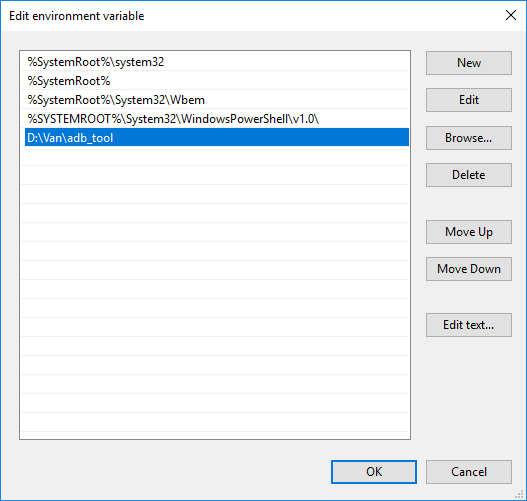 Edit environment variable
%SystemRoot%\system32
%SystemRoot%
%SystemRoot%\System32\Wbem
%SYSTEMROOT%\System32\WindowsPowerShell\v1.0\
D:\Van\adb_tool
New
Edit
Browse...
Delete
Move Up
Move Down
Edit text...
OK
Cancel